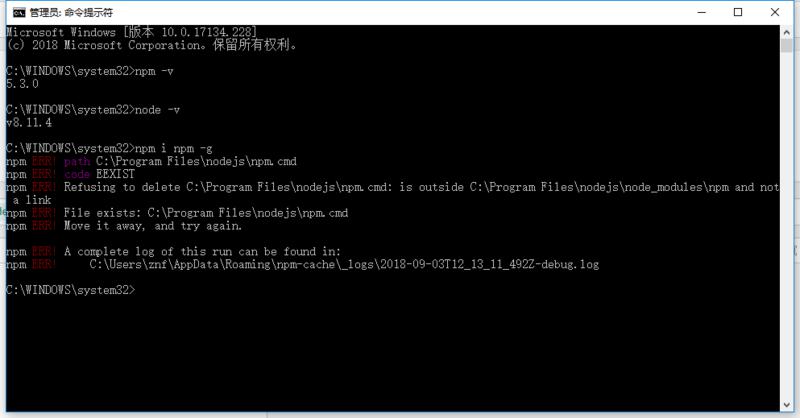 管理员: 命令提示符
Microsoft Windows [版本 10.0.17134.228]
(c) 2018 Microsoft Corporation。保留所有权利。
C:\WINDOWS\system32>npm -v
5.3.0
C:\WINDOWS\system32>node -v
v8.11.4
C:\WINDOWS\system32>npm i npm -g
npm ERR! path C:\Program Files\nodejs\npm.cmd
npm ERR! code EEXIST
npm ERR! Refusing to delete C:\Program Files\nodejs\npm.cmd: is outside C:\Program Files\nodejs\node_modules\npm and not
a link
npm ERR! File exists: C:\Program Files\nodejs\npm.cmd
npm ERR! Move it away, and try again.
npm ERR! A complete log of this run can be found in:
npm ERR!     C:\Users\znf\AppData\Roaming\npm-cache\_logs\2018-09-03T12_13_11_492Z-debug.log
C:\WINDOWS\system32>